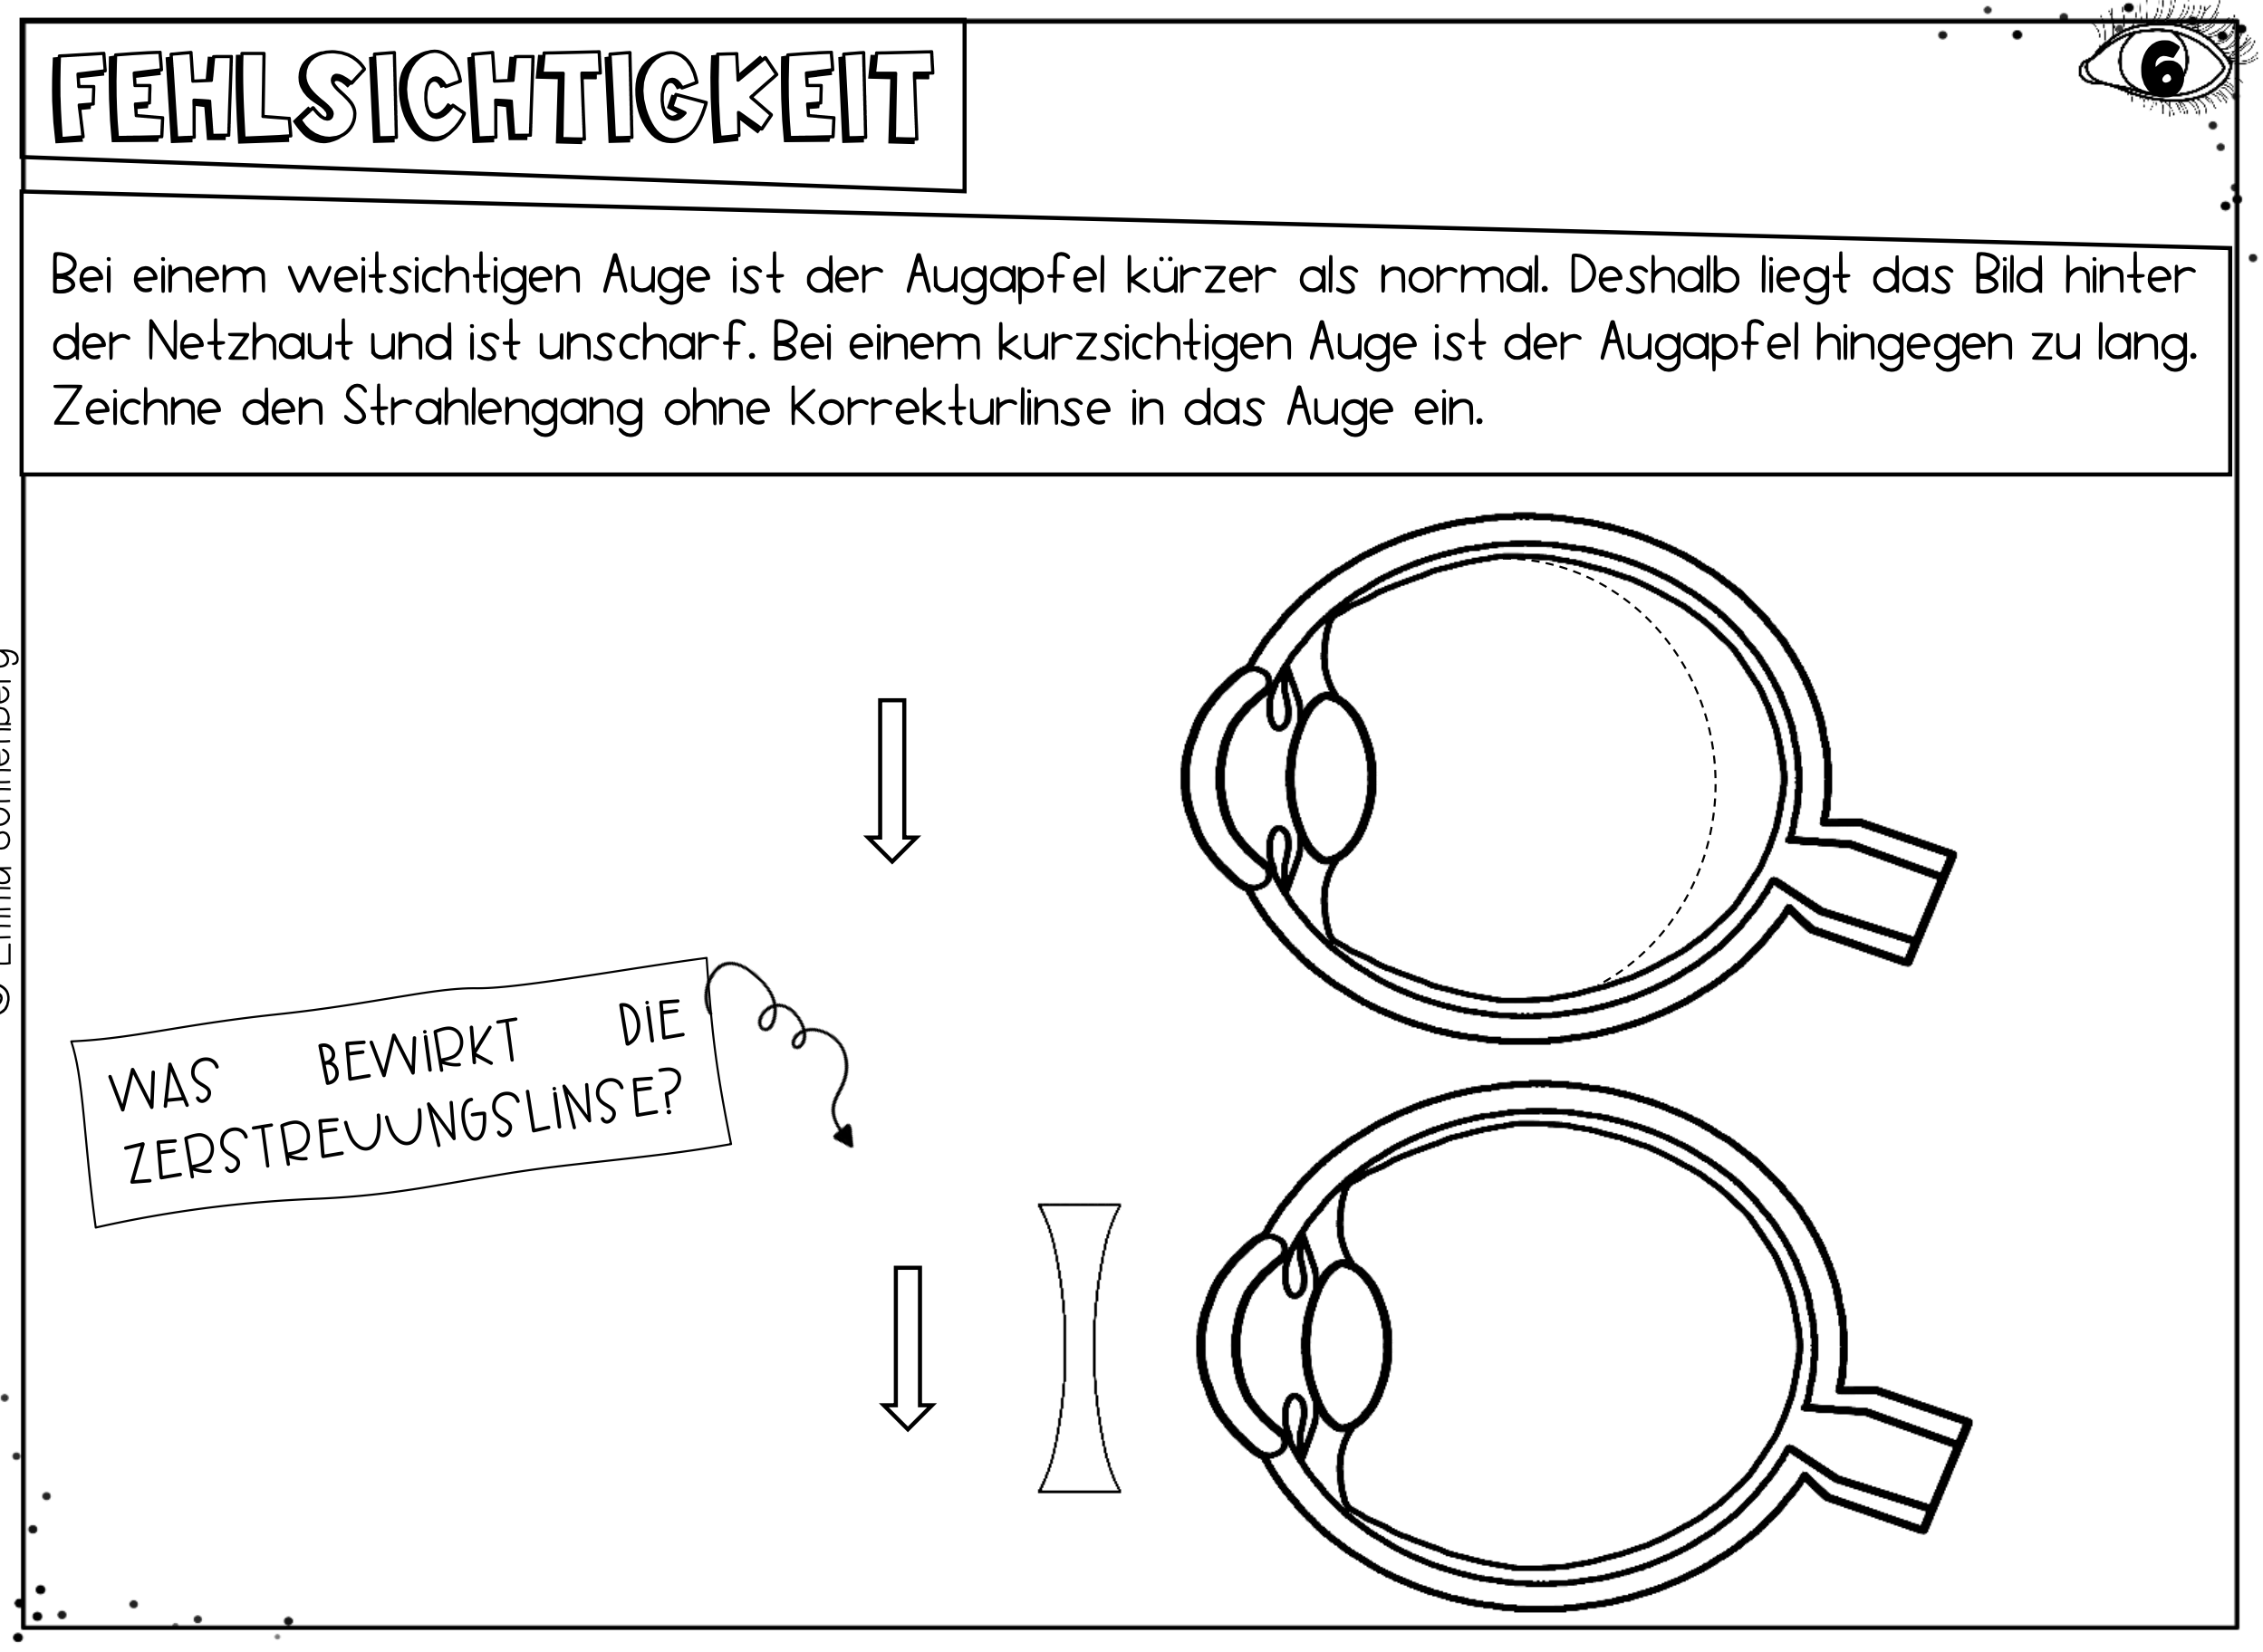 FEHLSICHTIGKEIT
6
Bei einem weitsichtigen Auge ist der Augapfel kürzer als normal. Deshalb liegt das Bild hinter
der Netzhaut und ist unscharf. Bei einem kurzsichtigen Auge ist der Augapfel hingegen zu lang.
Zeichne den Strahlengang ohne Korrekturlinse in das Auge ein.
WAS BEWIRKT DIE
ZERSTREUUNGSLINSE?